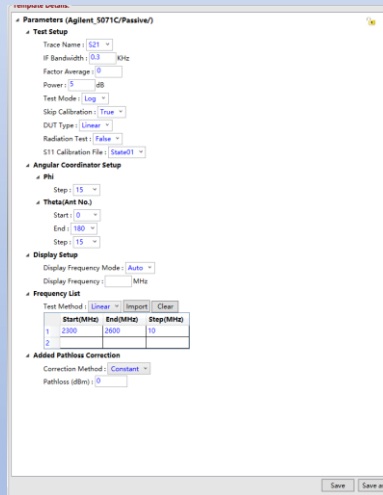 Template Details:
Parameters (Agilent_5071C/Passive/)
Test Setup
Trace Name : S21
IF Bandwidth : 0.3 KHz
Factor Average : 0
Power : 5 dB
Test Mode : Log
Skip Calibration : True
DUT Type : Linear
Radiation Test : False
S11 Calibration File : State01
Angular Coordinator Setup
Phi
Step : 15
Theta(Ant No.)
Start : 0
End : 180
Step : 15
Display Setup
Display Frequency Mode : Auto
Display Frequency : MHz
Frequency List
Test Method : Linear Import Clear
Start(MHz) End(MHz) Step(MHz)
1 2300 2600 10
2
Added Pathloss Correction
Correction Method : Constant
Pathloss (dBm) : 0
Save Save as